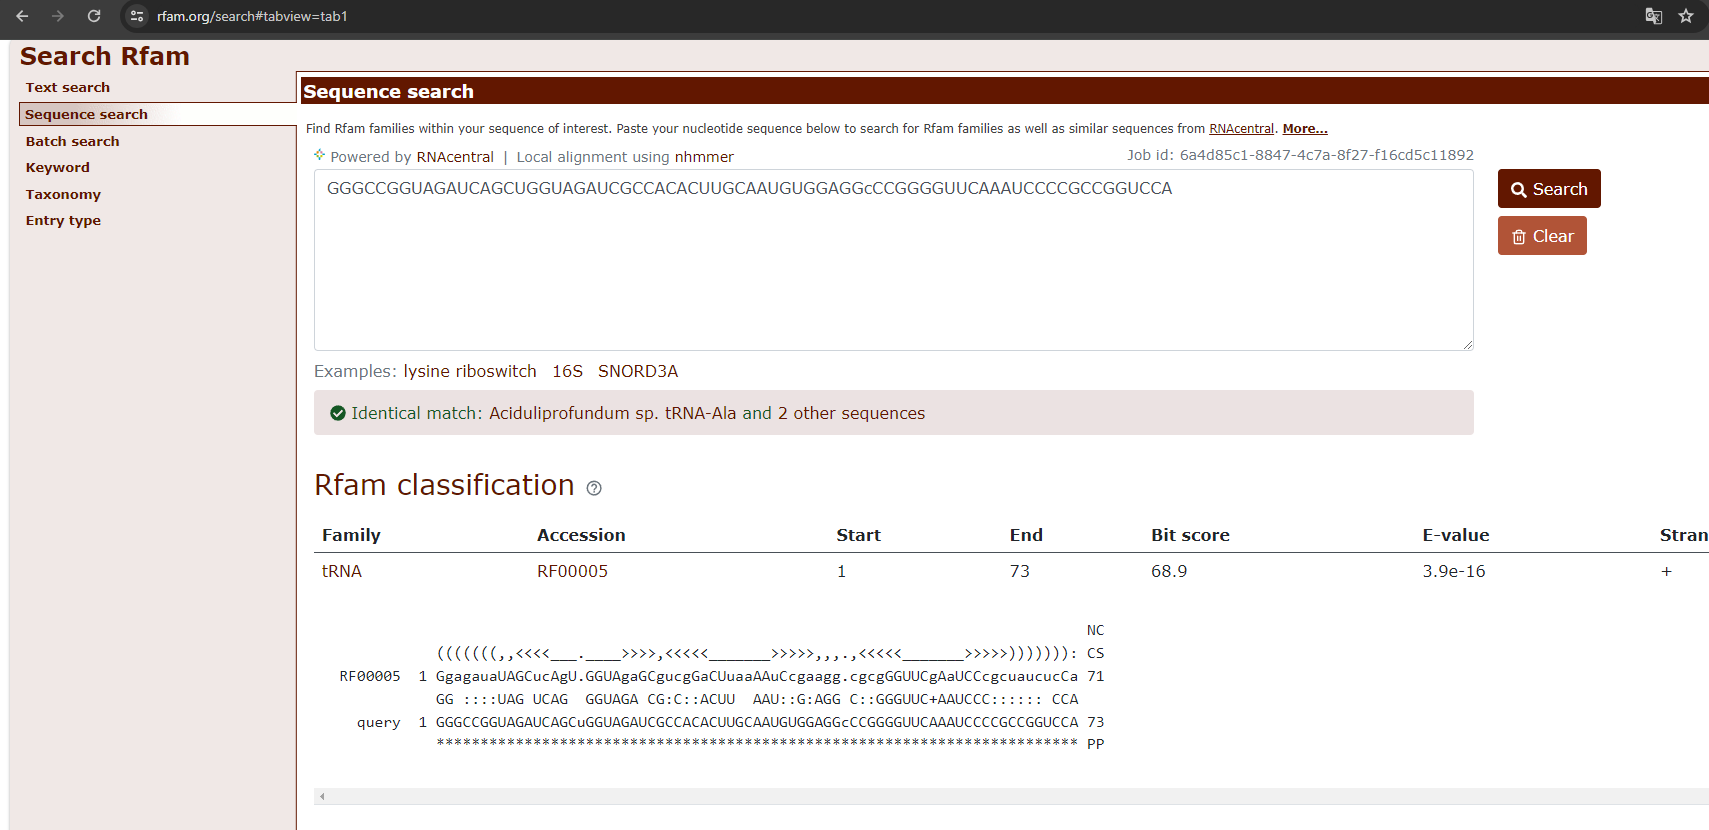 rfam.org/search#tabview=tab1
Search Rfam
Text search
Sequence search
Batch search
Keyword
Taxonomy
Entry type
Sequence search
Find Rfam families within your sequence of interest. Paste your nucleotide sequence below to search for Rfam families as well as similar sequences from RNAcentral. More...
Powered by RNAcentral | Local alignment using nhmmer
Job id: 6a4d85c1-8847-4c7a-8f27-f16cd5c11892
GGGCCGGUAGAUCAGCUGGUAGAUCGCCACACUUGCAAUGUGGAGGcCCGGGGUUCAAAUCCCCGCCGGUCCA
Search
Clear
Examples: lysine riboswitch 16S SNORD3A
Identical match: Aciduliprofundum sp. tRNA-Ala and 2 other sequences
Rfam classification
Family Accession Start End Bit score E-value Stran
tRNA RF00005 1 73 68.9 3.9e-16 +
NC
(((((((,,<<<<___.____>>>>,<<<<<_______>>>>>,,,.,<<<<<_______>>>>>))))))): CS
RF00005 1 GgagauaUAGCucAgU.GGUAgaGCgucgGaCUuaaAAuCcgaagg.cgcgGGUUCgAaUCCcgcuaucucCa 71
GG ::::UAG UCAG  GGUAGA CG:C::ACUU  AAU::G:AGG C::GGGUUC+AAUCCC:::::: CCA
query 1 GGGCCGGUAGAUCAGCuGGUAGAUCGCCACACUUGCAAUGUGGAGGcCCGGGGUUCAAAUCCCCGCCGGUCCA 73
************************************************************************* PP